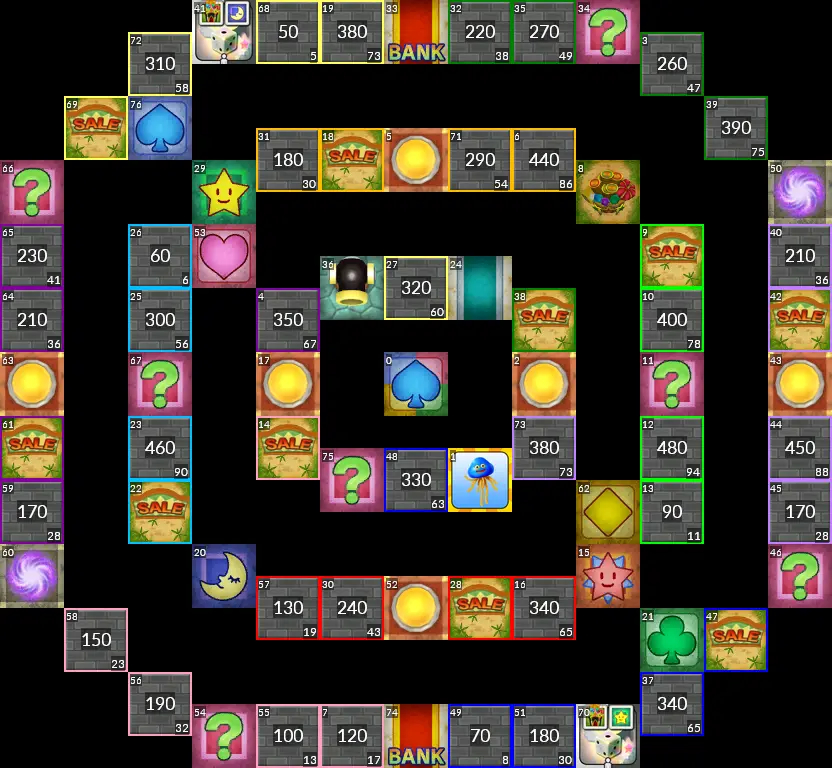 41 68 50 5 19 380 73 33 BANK 32 220 38 35 270 49 34 ?
72 310 58 3 260 47
69 SALE 76 39 390 75
31 180 30 18 SALE 5 71 290 54 6 440 86
66 ? 29 8 50
65 230 41 26 60 6 53 9 SALE 40 210 36
36 27 320 60 24
64 210 36 25 300 56 4 350 67 38 SALE 10 400 78 42 SALE
63 67 ? 17 0 2 11 ? 43
61 SALE 23 460 90 14 SALE 73 380 73 12 480 94 44 450 88
75 ? 48 330 63 1
59 170 28 22 SALE 62 13 90 11 45 170 28
60 20 15 46 ?
57 130 19 30 240 43 52 28 SALE 16 340 65
58 150 23 21 47 SALE
56 190 32 37 340 65
54 ? 55 100 13 7 120 17 74 BANK 49 70 8 51 180 30 70